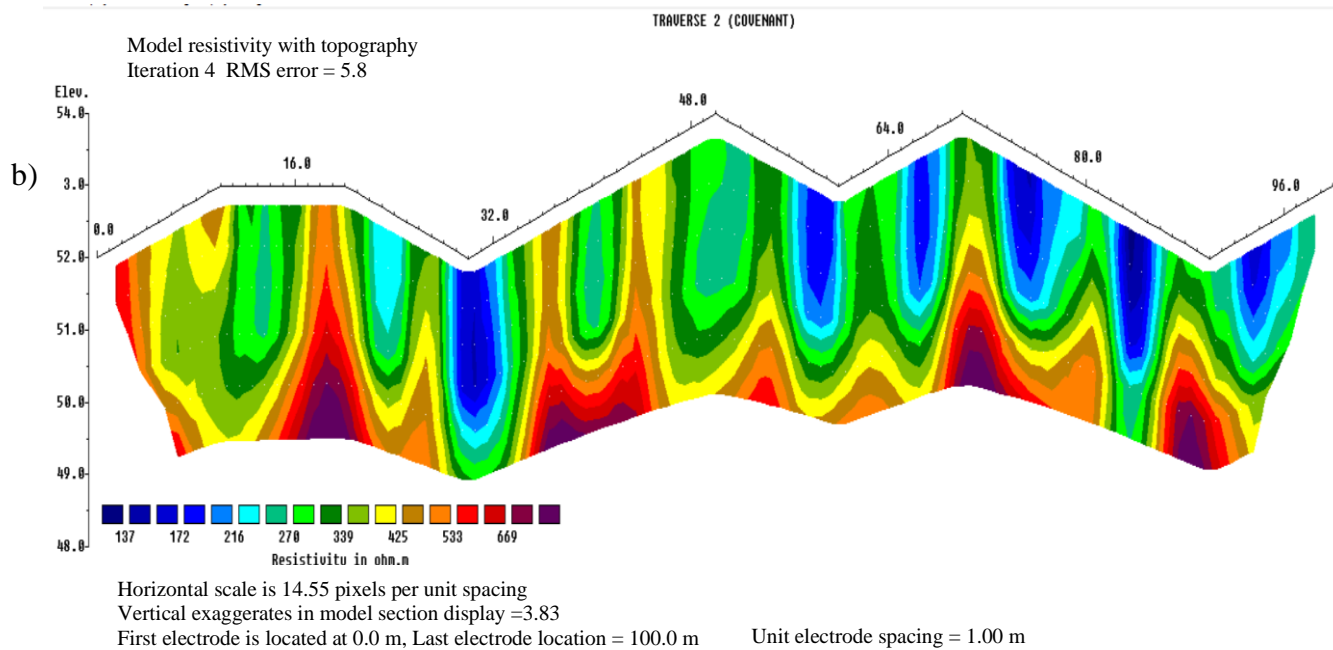 TRAVERSE 2 (COVENANT)
Model resistivity with topography
Iteration 4 RMS error = 5.8
Elev.
54.0
48.0
64.0
b)
16.0
3.0
80.0
96.0
32.0
0.0
52.0
51.0
50.0
49.0
48.0
137 172 216 270 339 425 533 669
Resistivitu in ohm.m
Horizontal scale is 14.55 pixels per unit spacing
Vertical exaggerates in model section display =3.83
First electrode is located at 0.0 m, Last electrode location = 100.0 m Unit electrode spacing = 1.00 m